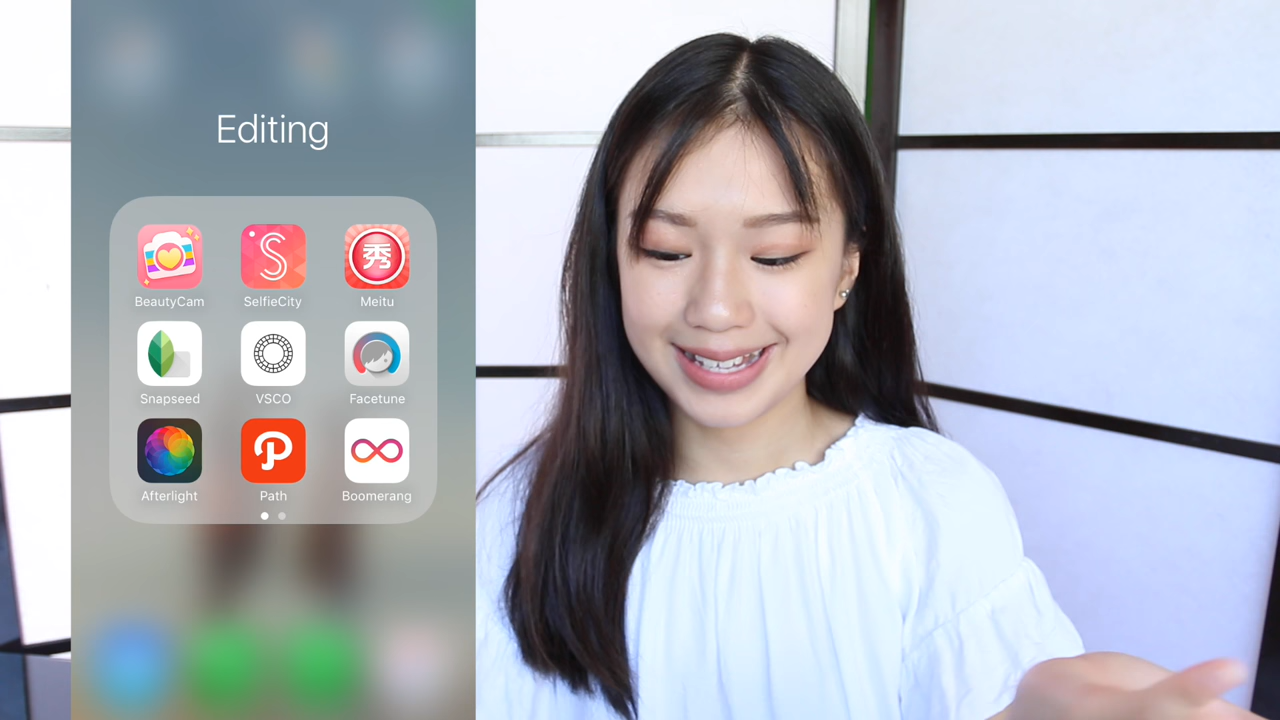 Editing
秀
BeautyCam SelfieCity Meitu
Snapseed VSCO Facetune
Afterlight Path Boomerang